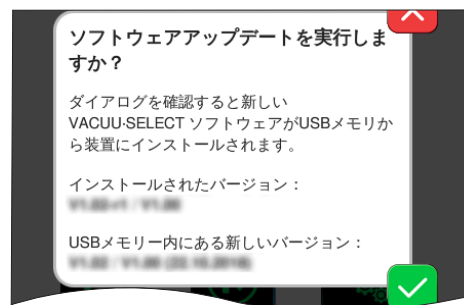 ソフトウェアアップデートを実行しま
すか？
ダイアログを確認すると新しい
VACUU·SELECT ソフトウェアがUSBメモリか
ら装置にインストールされます。
インストールされたバージョン：
USBメモリー内にある新しいバージョン：